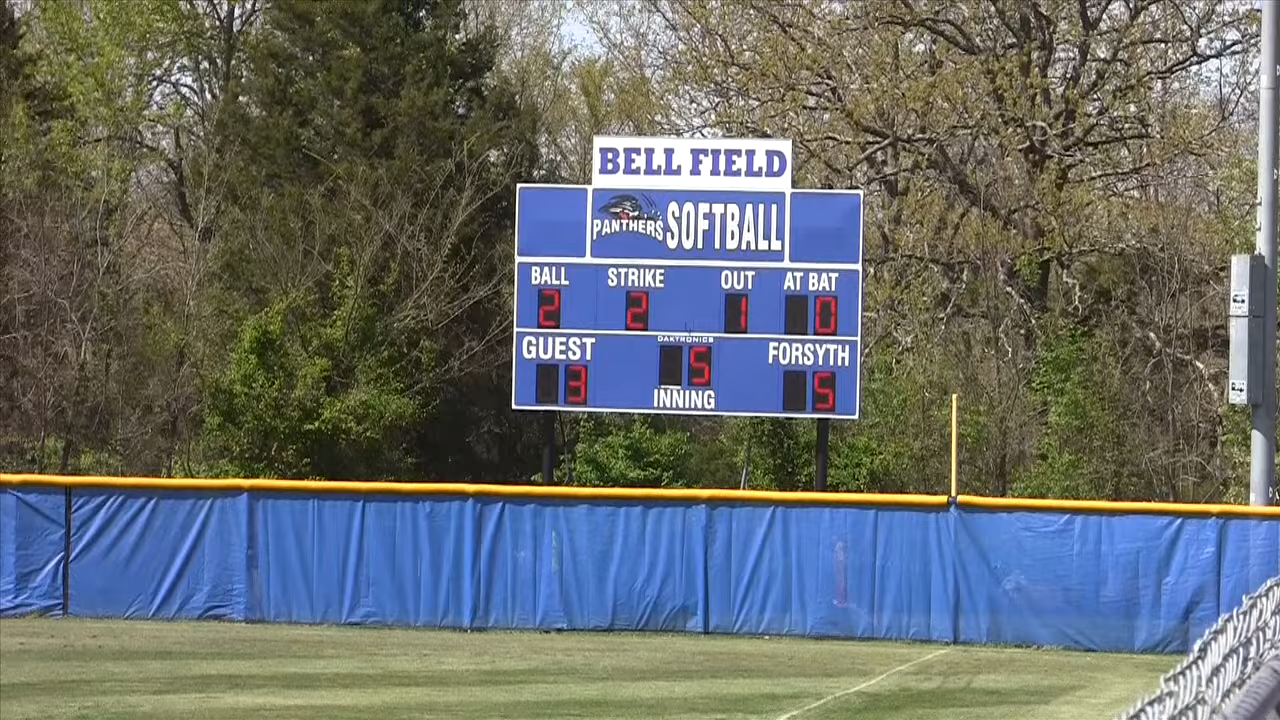 BELL FIELD
PANTHERS SOFTBALL
BALL STRIKE OUT AT BAT
2 2 1 0
DAKTRONICS
GUEST FORSYTH
3 5 5
INNING